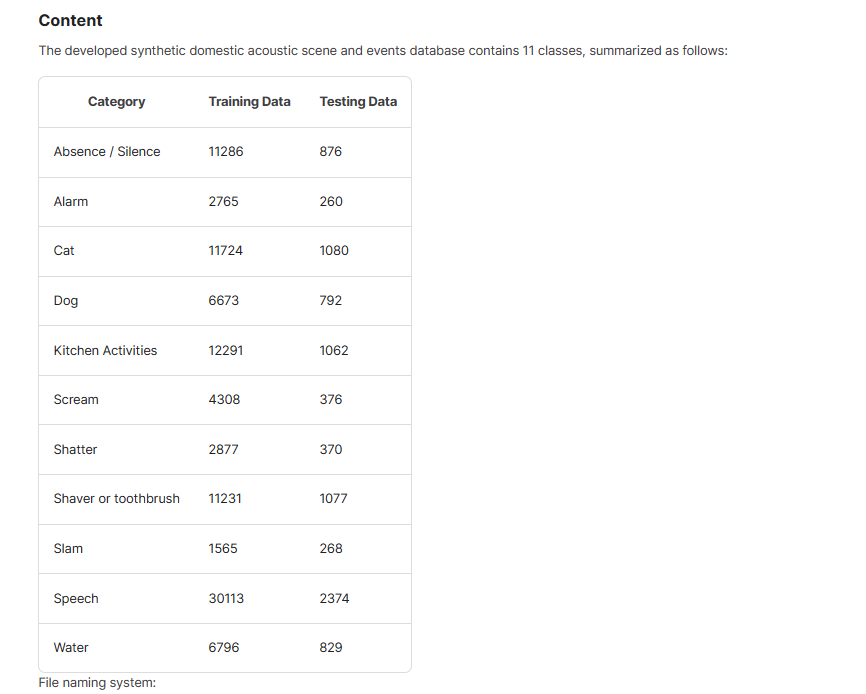 Content
The developed synthetic domestic acoustic scene and events database contains 11 classes, summarized as follows:
Category Training Data Testing Data
Absence / Silence 11286 876
Alarm 2765 260
Cat 11724 1080
Dog 6673 792
Kitchen Activities 12291 1062
Scream 4308 376
Shatter 2877 370
Shaver or toothbrush 11231 1077
Slam 1565 268
Speech 30113 2374
Water 6796 829
File naming system: